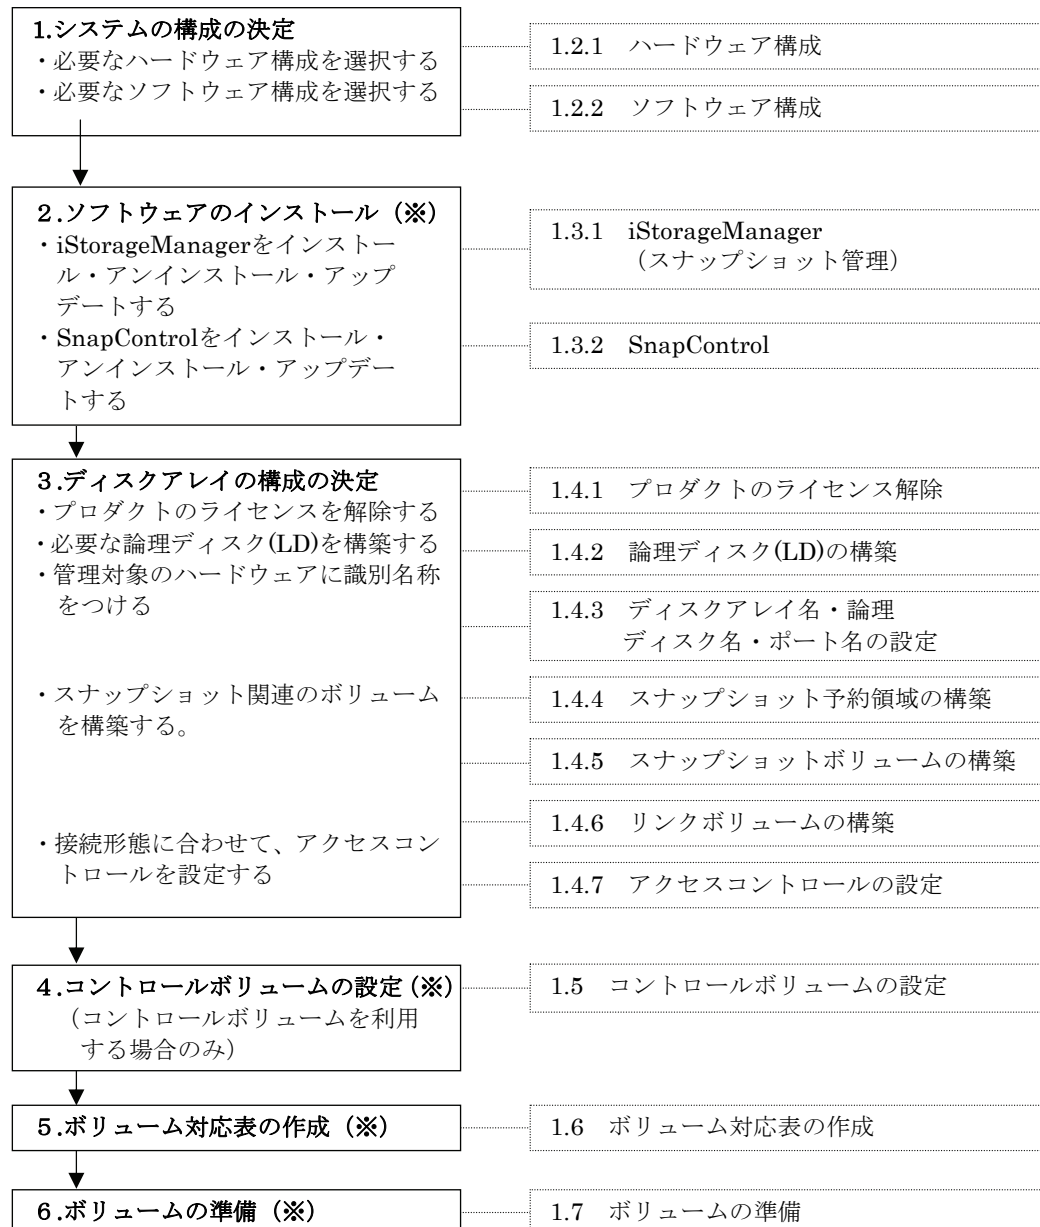 1.システムの構成の決定
・必要なハードウェア構成を選択する
・必要なソフトウェア構成を選択する
1.2.1 ハードウェア構成
1.2.2 ソフトウェア構成
２.ソフトウェアのインストール（※）
・iStorageManagerをインストー
ル・アンインストール・アップ
デートする
・SnapControlをインストール・
アンインストール・アップデー
トする
1.3.1 iStorageManager
（スナップショット管理）
1.3.2 SnapControl
３.ディスクアレイの構成の決定
・プロダクトのライセンスを解除する
・必要な論理ディスク(LD)を構築する
・管理対象のハードウェアに識別名称
をつける
・スナップショット関連のボリューム
を構築する。
・接続形態に合わせて、アクセスコン
トロールを設定する
1.4.1 プロダクトのライセンス解除
1.4.2 論理ディスク(LD)の構築
1.4.3 ディスクアレイ名・論理
ディスク名・ポート名の設定
1.4.4 スナップショット予約領域の構築
1.4.5 スナップショットボリュームの構築
1.4.6 リンクボリュームの構築
1.4.7 アクセスコントロールの設定
４.コントロールボリュームの設定（※）
（コントロールボリュームを利用
する場合のみ）
1.5 コントロールボリュームの設定
５.ボリューム対応表の作成（※）
1.6 ボリューム対応表の作成
６.ボリュームの準備（※）
1.7 ボリュームの準備